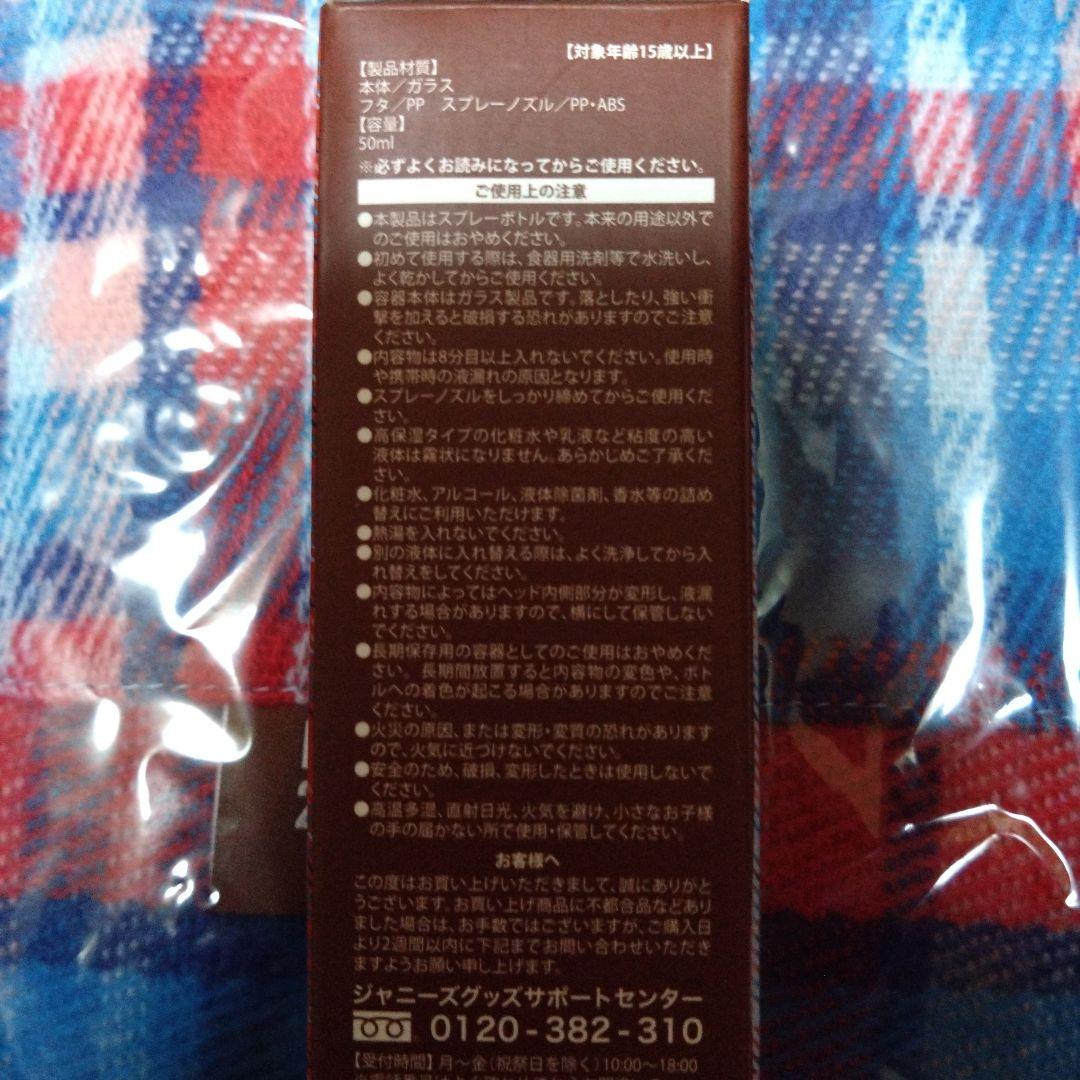 【対象年齢15歳以上】
【製品材質】
本体／ガラス
フタ／PP　スプレーノズル／PP・ABS
【容量】
50ml
※必ずよくお読みになってからご使用ください。
ご使用上の注意
●本製品はスプレーボトルです。本来の用途以外で
のご使用はおやめください。
●初めて使用する際は、食器用洗剤等で水洗いし、
よく乾かしてからご使用ください。
●容器本体はガラス製品です。落としたり、強い衝
撃を加えると破損する恐れがありますのでご注意
ください。
●内容物は8分目以上入れないでください。使用時
や携帯時の液漏れの原因となります。
●スプレーノズルをしっかり締めてからご使用くだ
さい。
●高保湿タイプの化粧水や乳液など粘度の高い
液体は霧状になりません。あらかじめご了承くだ
さい。
●化粧水、アルコール、液体除菌剤、香水等の詰め
替えにご利用いただけます。
●熱湯を入れないでください。
●別の液体に入れ替える際は、よく洗浄してから入
れ替えをしてください。
●内容物によってはヘッド内側部分が変形し、液漏
れする場合がありますので、横にして保管しない
でください。
●長期保存用の容器としてのご使用はおやめくだ
さい。長期間放置すると内容物の変色や、ボト
ルへの着色が起こる場合がありますのでご注意
ください。
●火災の原因、または変形・変質の恐れがあります
ので、火気に近づけないでください。
●安全のため、破損、変形したときは使用しないで
ください。
●高温多湿、直射日光、火気を避け、小さなお子様
の手の届かない所で使用・保管してください。
お客様へ
この度はお買い上げいただきまして、誠にありがと
うございます。お買い上げ商品に不都合品などあり
ました場合は、お手数ではございますが、ご購入日
より2週間以内に下記までお問い合わせいただき
ますようお願い申し上げます。
ジャニーズグッズサポートセンター
0120-382-310
【受付時間】月～金（祝祭日を除く）10:00～18:00